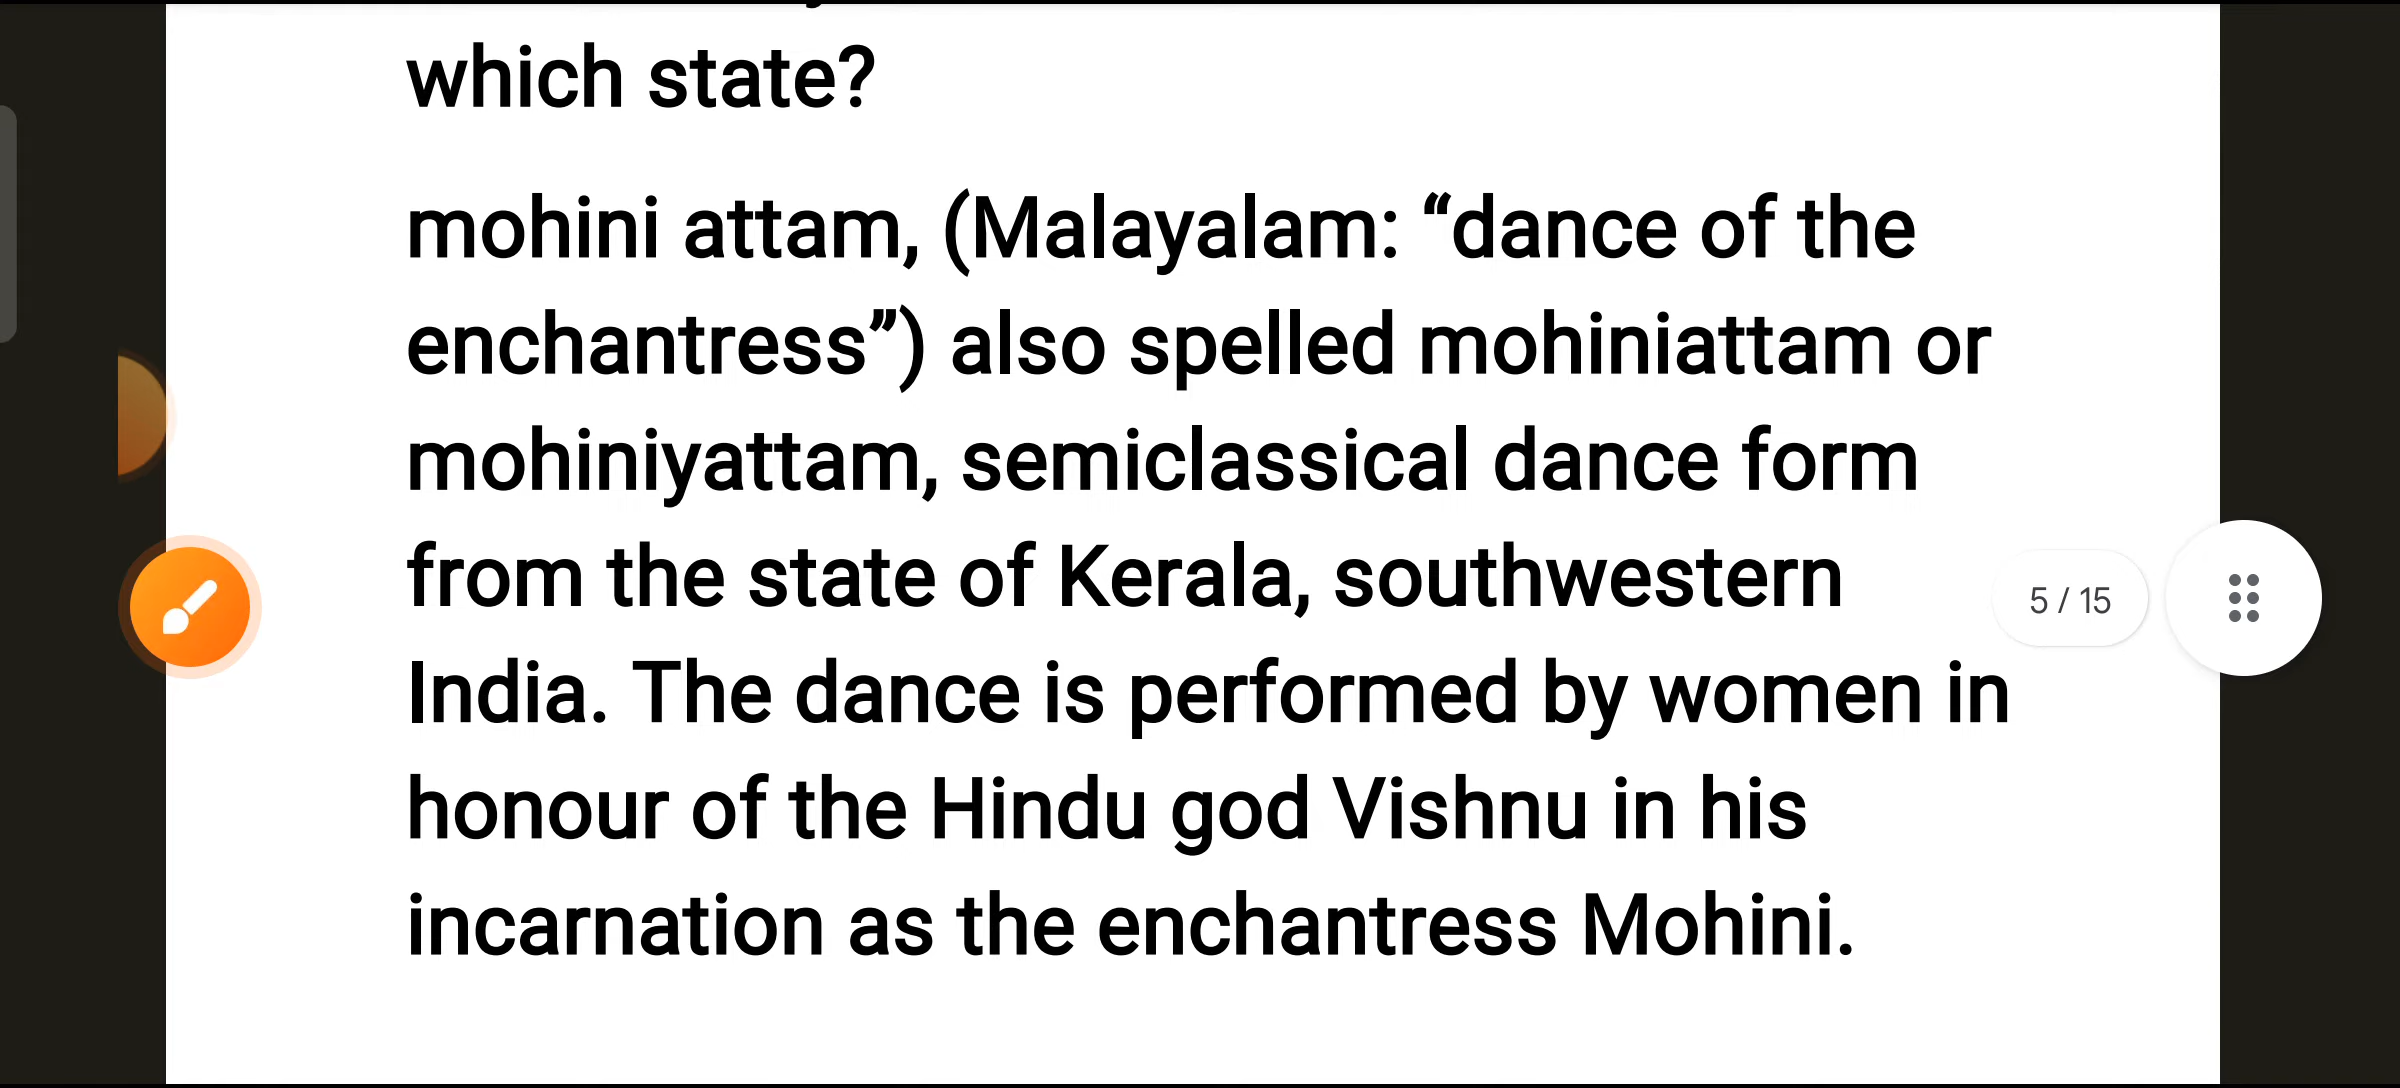 which state?
mohini attam, (Malayalam: “dance of the
enchantress”) also spelled mohiniattam or
mohiniyattam, semiclassical dance form
from the state of Kerala, southwestern
5 / 15
India. The dance is performed by women in
honour of the Hindu god Vishnu in his
incarnation as the enchantress Mohini.